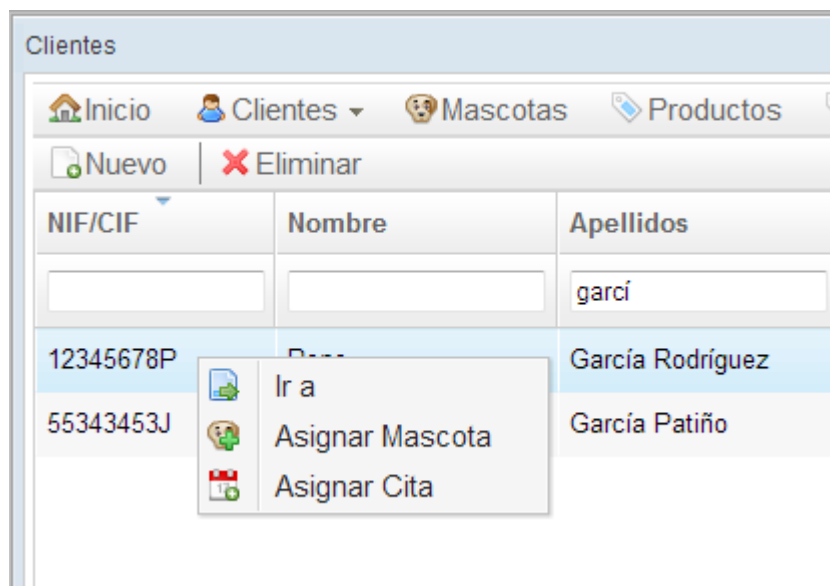 Clientes
Inicio Clientes Mascotas Productos
Nuevo Eliminar
NIF/CIF Nombre Apellidos
garcí
12345678P García Rodríguez
Ir a
55343453J García Patiño
Asignar Mascota
Asignar Cita